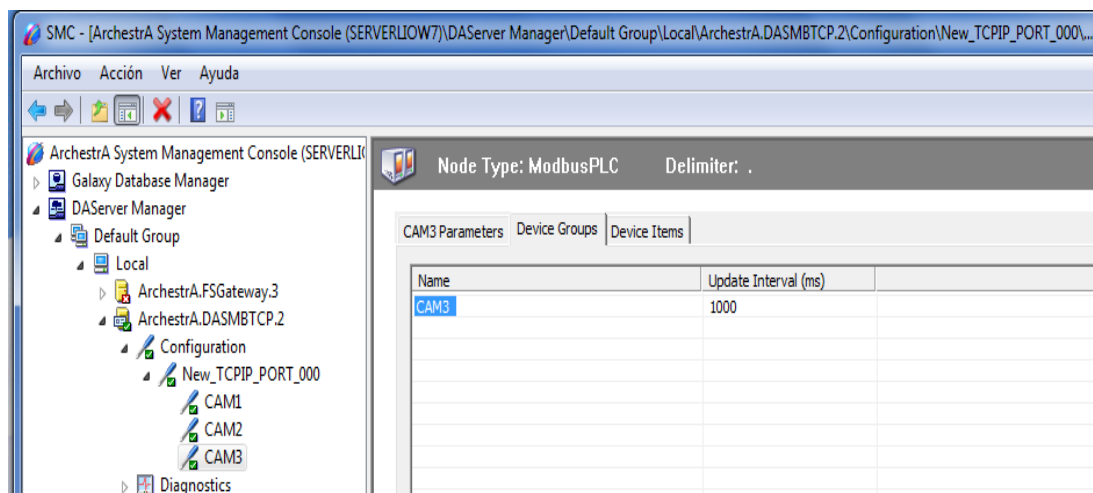 SMC - [ArchestrA System Management Console (SERVERLIOW7)\DAServer Manager\Default Group\Local\ArchestrA.DASMBTCP.2\Configuration\New_TCPIP_PORT_000\...
Archivo Acción Ver Ayuda
ArchestrA System Management Console (SERVERLI
Galaxy Database Manager
DAServer Manager
Default Group
Local
ArchestrA.FSGateway.3
ArchestrA.DASMBTCP.2
Configuration
New_TCPIP_PORT_000
CAM1
CAM2
CAM3
Diagnostics
Node Type: ModbusPLC Delimiter: .
CAM3 Parameters Device Groups Device Items
Name Update Interval (ms)
CAM3 1000